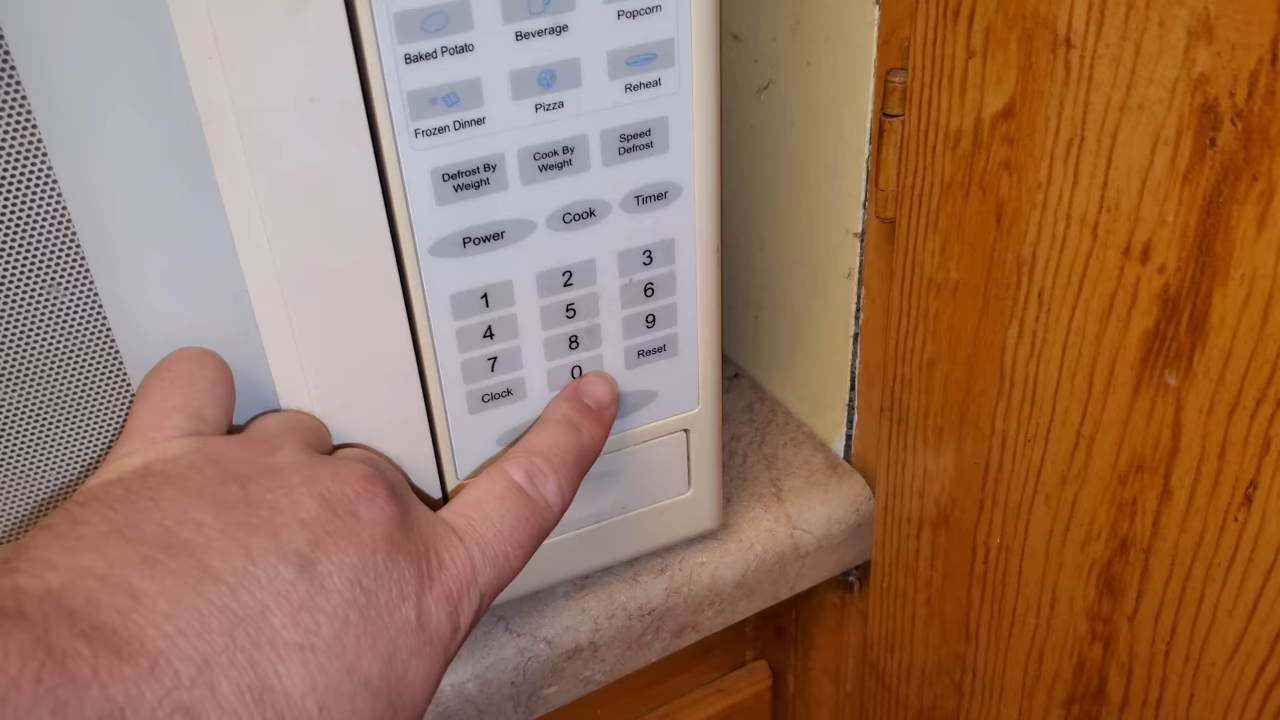 Popcorn
Beverage
Baked Potato
Reheat
Pizza
Frozen Dinner
Speed
Defrost
Cook By
Weight
Defrost By
Weight
Timer
Cook
Power
1 2 3
4 5 6
7 8 9
Clock 0 Reset